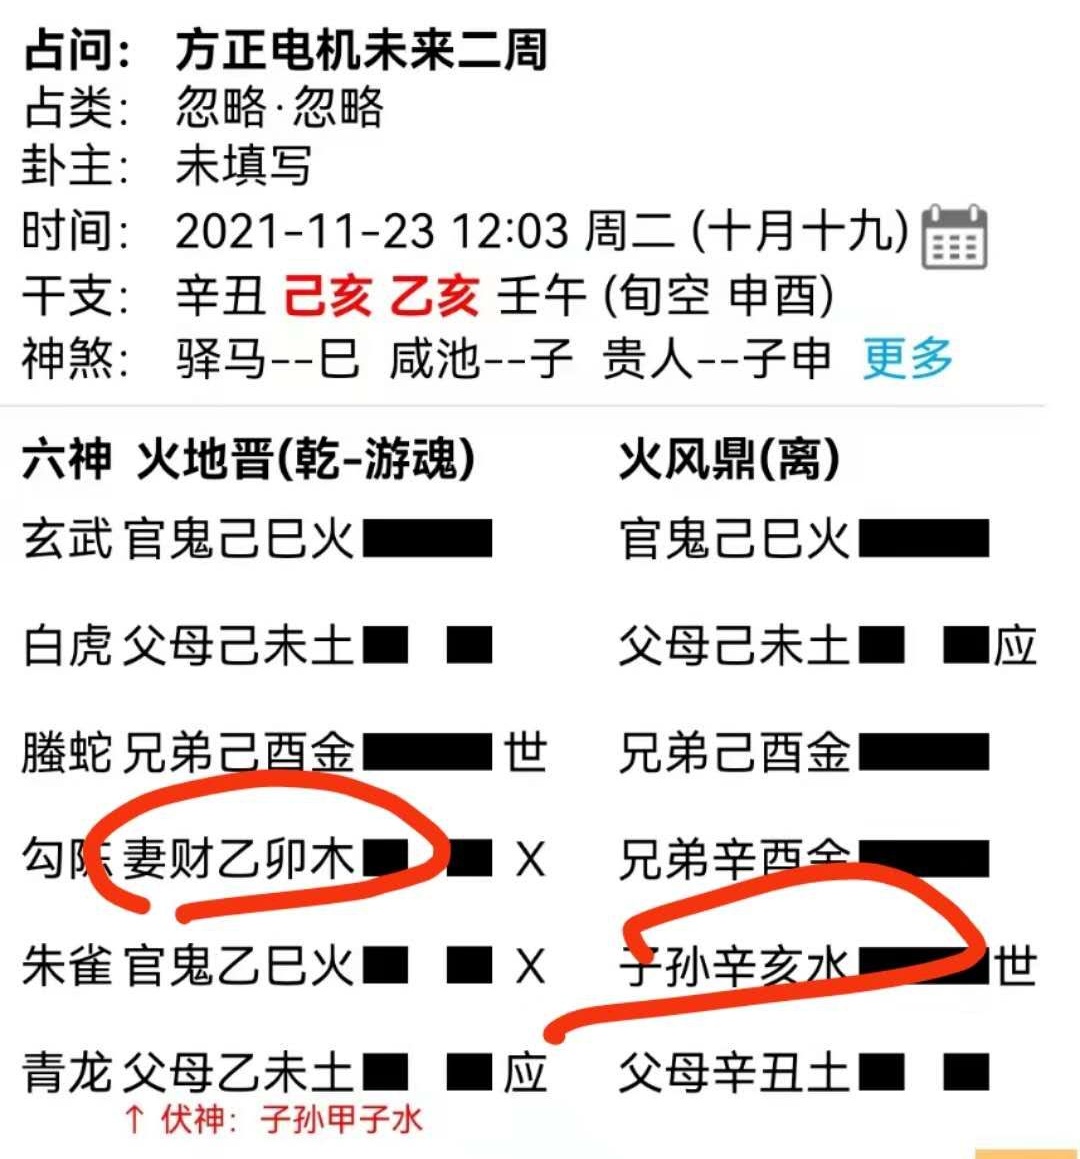 占问： 方正电机未来二周
占类： 忽略·忽略
卦主： 未填写
时间： 2021-11-23 12:03 周二 (十月十九)
干支： 辛丑 己亥 乙亥 壬午 (旬空 申酉)
神煞： 驿马--巳 咸池--子 贵人--子申 更多
六神 火地晋(乾-游魂) 火风鼎(离)
玄武 官鬼己巳火 官鬼己巳火
白虎 父母己未土 父母己未土 应
螣蛇 兄弟己酉金 世 兄弟己酉金
勾陈 妻财乙卯木 X 兄弟辛酉金
朱雀 官鬼乙巳火 X 子孙辛亥水 世
青龙 父母乙未土 应 父母辛丑土
↑ 伏神： 子孙甲子水